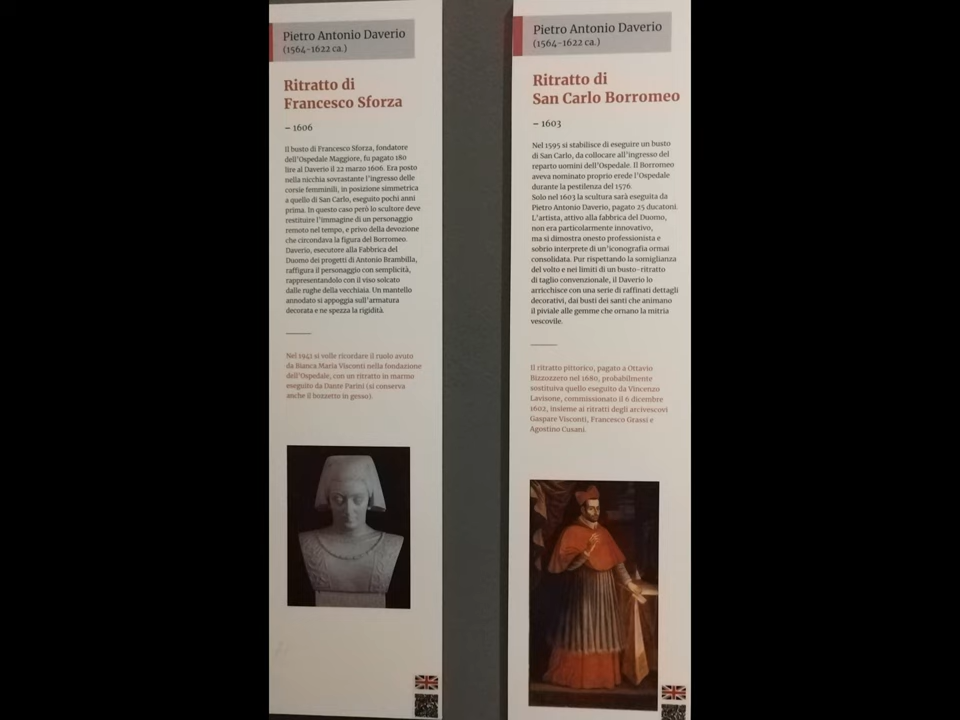 Pietro Antonio Daverio
(1564-1622 ca.)
Ritratto di
Francesco Sforza
– 1606
Il busto di Francesco Sforza, fondatore
dell'Ospedale Maggiore, fu pagato 180
lire al Daverio il 22 marzo 1606. Era posto
nella nicchia sovrastante l'ingresso delle
corsie femminili, in posizione simmetrica
a quello di San Carlo, eseguito pochi anni
prima. In questo caso però lo scultore deve
restituire l'immagine di un personaggio
remoto nel tempo, e privo della devozione
che circondava la figura del Borromeo.
Daverio, esecutore alla Fabbrica del
Duomo dei progetti di Antonio Brambilla,
raffigura il personaggio con semplicità,
rappresentandolo con il viso solcato
dalle rughe della vecchiaia. Un mantello
annodato si appoggia sull'armatura
decorata e ne spezza la rigidità.
Nel 1942 si volle ricordare il ruolo avuto
da Bianca Maria Visconti nella fondazione
dell'Ospedale, con un ritratto in marmo
eseguito da Dante Parini (si conserva
anche il bozzetto in gesso).
Pietro Antonio Daverio
(1564-1622 ca.)
Ritratto di
San Carlo Borromeo
– 1603
Nel 1595 si stabilisce di eseguire un busto
di San Carlo, da collocare all'ingresso del
reparto uomini dell'Ospedale. Il Borromeo
aveva nominato proprio erede l'Ospedale
durante la pestilenza del 1576.
Solo nel 1603 la scultura sarà eseguita da
Pietro Antonio Daverio, pagato 25 ducatoni.
L'artista, attivo alla fabbrica del Duomo,
non era particolarmente innovativo,
ma si dimostra onesto professionista e
sobrio interprete di un'iconografia ormai
consolidata. Pur rispettando la somiglianza
del volto e nei limiti di un busto-ritratto
di taglio convenzionale, il Daverio lo
arricchisce con una serie di raffinati dettagli
decorativi, dai busti dei santi che animano
il piviale alle gemme che ornano la mitria
vescovile.
Il ritratto pittorico, pagato a Ottavio
Bizzozzero nel 1680, probabilmente
sostituiva quello eseguito da Vincenzo
Lavisone, commissionato il 6 dicembre
1602, insieme ai ritratti degli arcivescovi
Gaspare Visconti, Francesco Grassi e
Agostino Cusani.